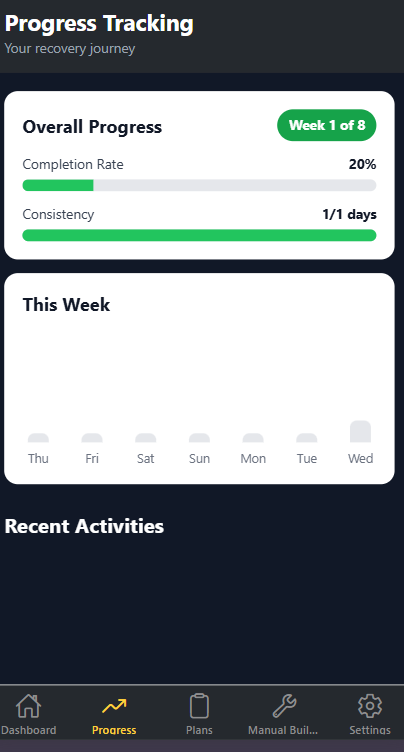 Progress Tracking
Your recovery journey
Overall Progress
Week 1 of 8
Completion Rate
20%
Consistency
1/1 days
This Week
Thu Fri Sat Sun Mon Tue Wed
Recent Activities
Dashboard Progress Plans Manual Buil... Settings